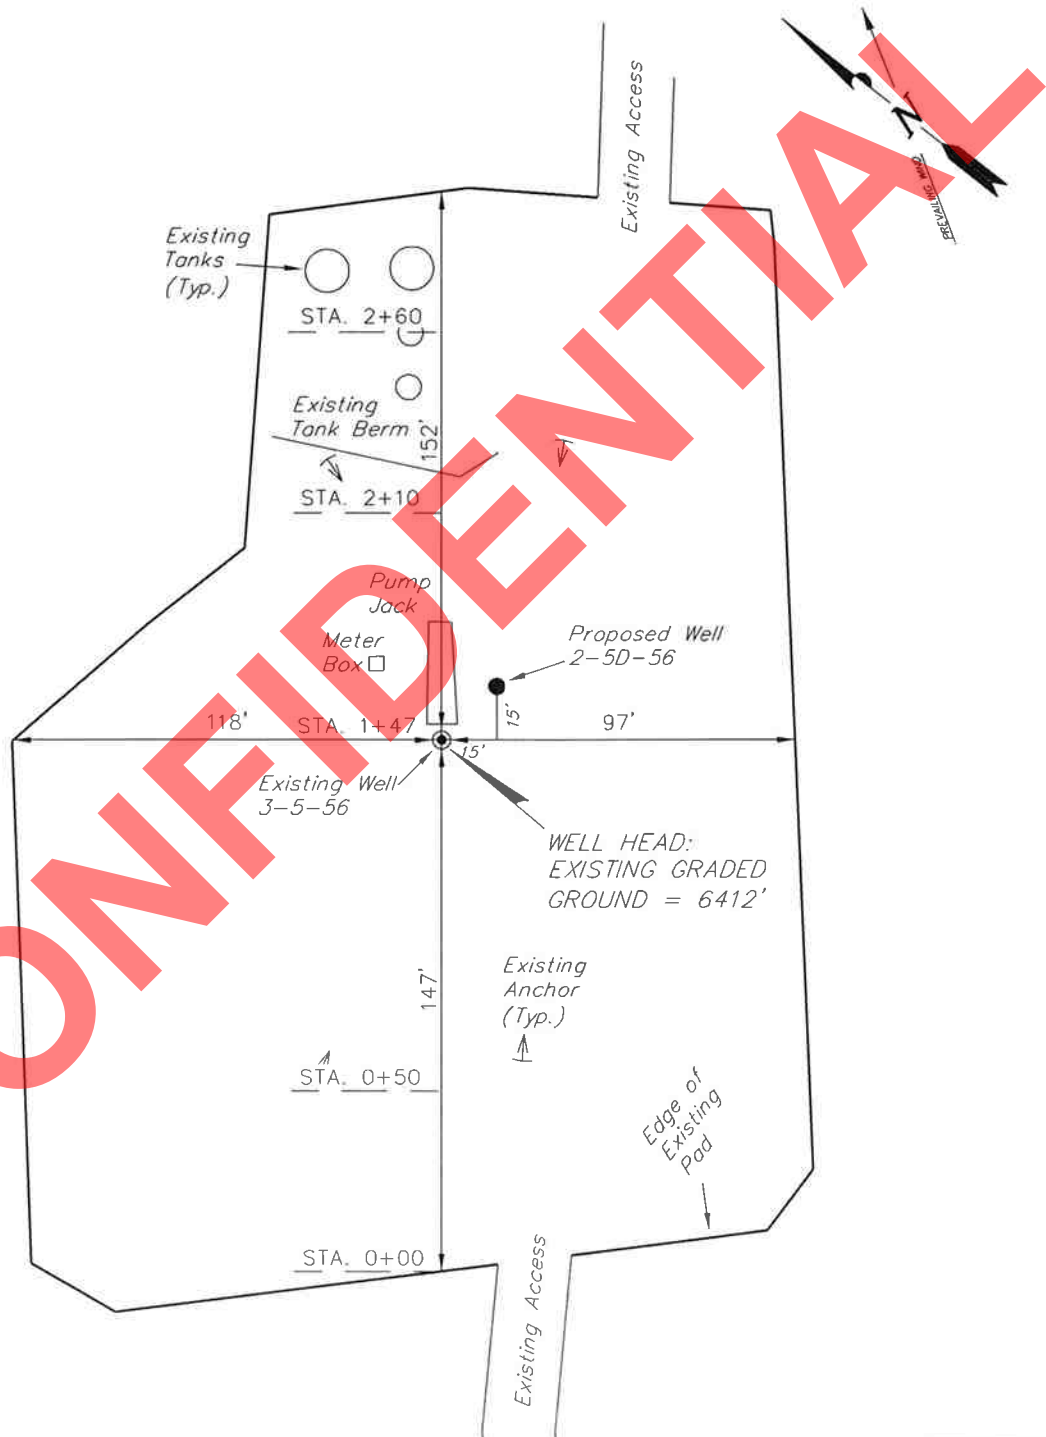 Existing Access
N
PREVAILING WIND
Existing
Tanks
(Typ.)
STA. 2+60
Existing
Tank Berm
152'
STA. 2+10
Pump
Jack
Meter
Box
Proposed Well
2-5D-56
15'
118'
STA. 1+47
97'
15'
Existing Well
3-5-56
WELL HEAD:
EXISTING GRADED
GROUND = 6412'
147'
Existing
Anchor
(Typ.)
STA. 0+50
Edge of
Existing
Pad
STA. 0+00
Existing Access
ONFIDENTIAL